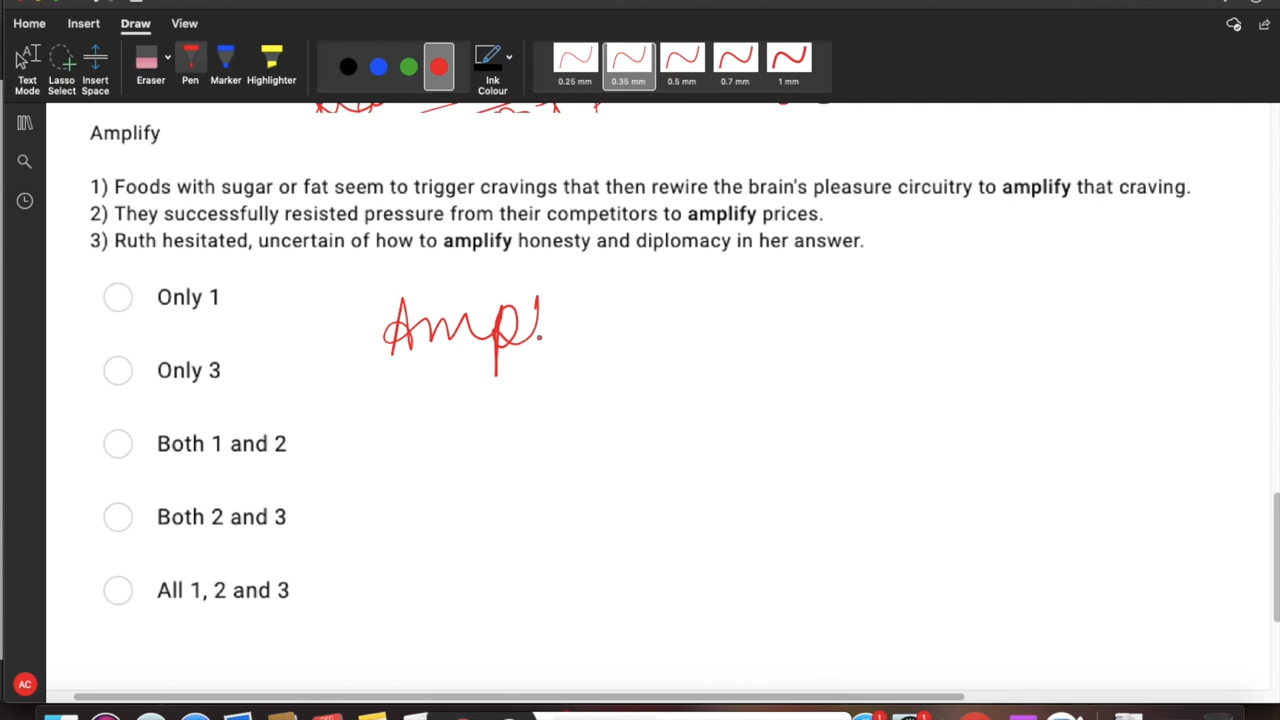 Home Insert Draw View
Text Mode
Lasso Select
Insert Space
Eraser
Pen
Marker
Highlighter
Ink Colour
0.25 mm
0.35 mm
0.5 mm
0.7 mm
1 mm
Amplify
1) Foods with sugar or fat seem to trigger cravings that then rewire the brain's pleasure circuitry to amplify that craving.
2) They successfully resisted pressure from their competitors to amplify prices.
3) Ruth hesitated, uncertain of how to amplify honesty and diplomacy in her answer.
Only 1
Ampl
Only 3
Both 1 and 2
Both 2 and 3
All 1, 2 and 3
AC